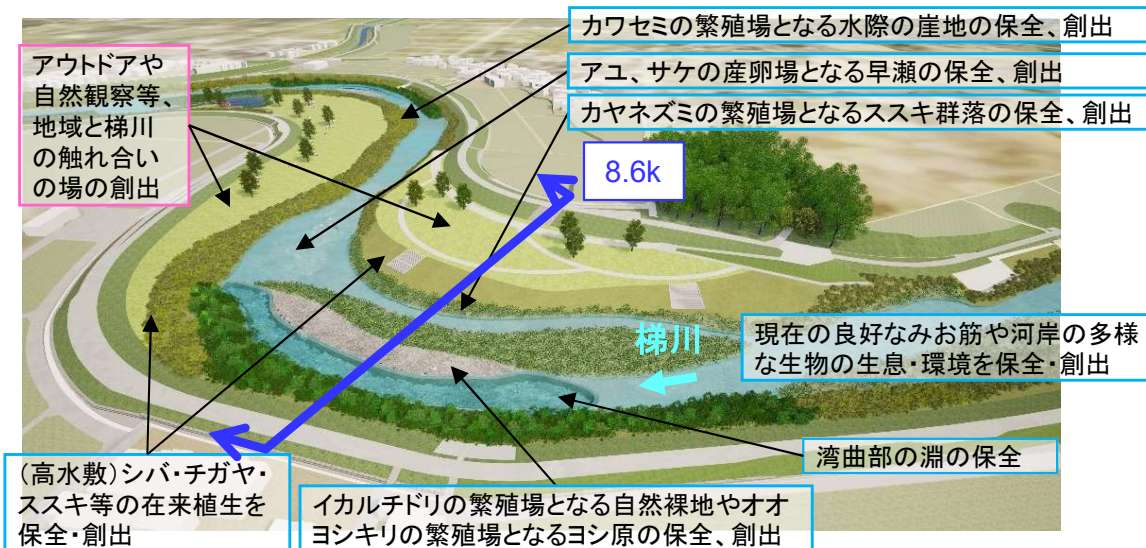 カワセミの繁殖場となる水際の崖地の保全、創出
アウトドアや
自然観察等、
地域と梯川
の触れ合い
の場の創出
アユ、サケの産卵場となる早瀬の保全、創出
カヤネズミの繁殖場となるススキ群落の保全、創出
8.6k
梯川
現在の良好なみお筋や河岸の多様
な生物の生息・環境を保全・創出
湾曲部の淵の保全
(高水敷)シバ・チガヤ・
ススキ等の在来植生を
保全・創出
イカルチドリの繁殖場となる自然裸地やオオ
ヨシキリの繁殖場となるヨシ原の保全、創出